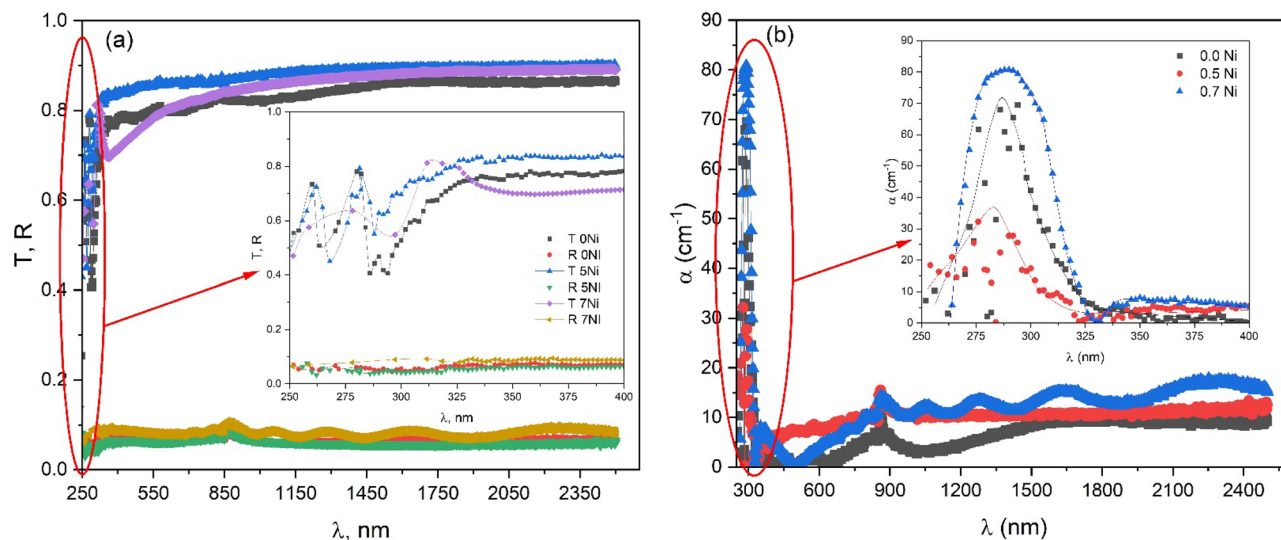 (a)
T, R
1.0
0.8
0.6
0.4
0.2
0.0
250 550 850 1150 1450 1750 2050 2350
λ, nm
T, R
1.0
0.8
0.6
0.4
0.2
0.0
250 275 300 325 350 375 400
λ, nm
T 0Ni
R 0NI
T 5Ni
R 5NI
T 7Ni
R 7NI
(b)
α (cm-1)
90
80
70
60
50
40
30
20
10
0
300 600 900 1200 1500 1800 2100 2400
λ (nm)
α (cm-1)
90
80
70
60
50
40
30
20
10
0
250 275 300 325 350 375 400
λ (nm)
0.0 Ni
0.5 Ni
0.7 Ni